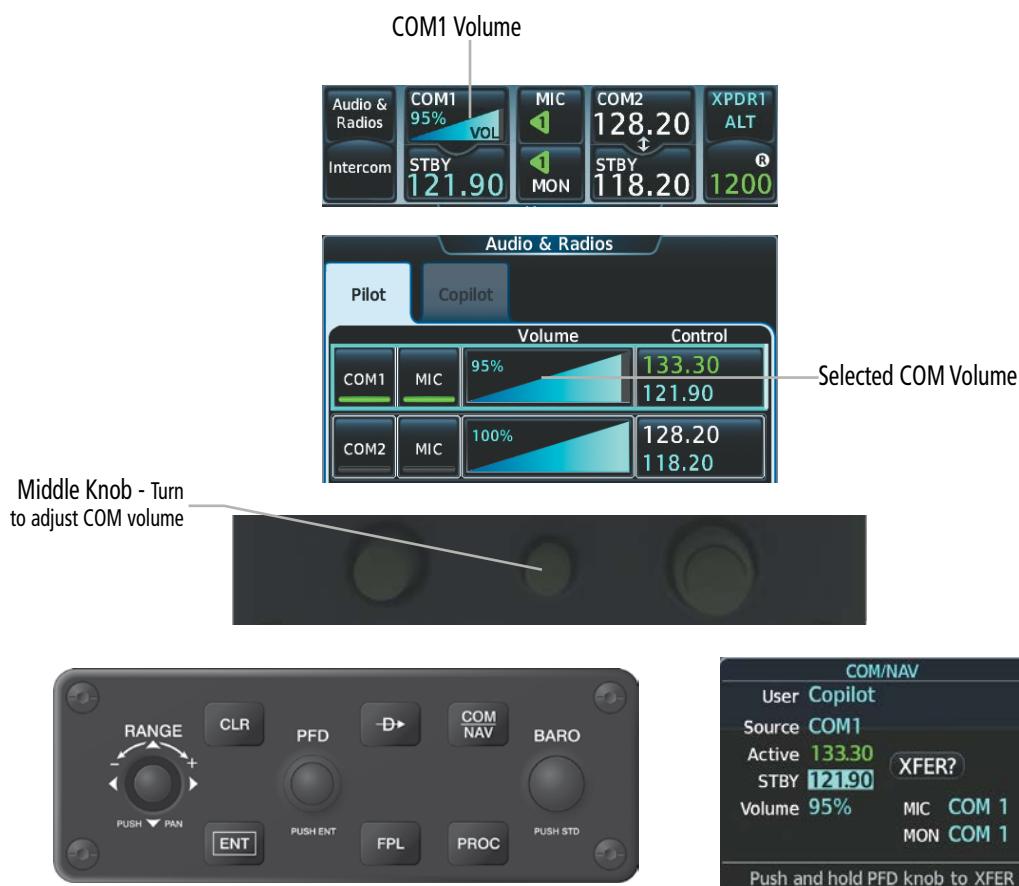 COM1 Volume
Audio & Radios
COM1
95%
VOL
MIC
1
COM2
128.20
XPDR1
ALT
Intercom
STBY
121.90
1
MON
STBY
118.20
R
1200
Audio & Radios
Pilot
Copilot
Volume
Control
COM1
MIC
95%
133.30
121.90
Selected COM Volume
COM2
MIC
100%
128.20
118.20
Middle Knob - Turn
to adjust COM volume
RANGE
- +
PUSH PAN
CLR
ENT
PFD
PUSH ENT
D
FPL
COM
NAV
PROC
BARO
PUSH STD
COM/NAV
User Copilot
Source COM1
Active 133.30
XFER?
STBY 121.90
Volume 95%
MIC COM 1
MON COM 1
Push and hold PFD knob to XFER